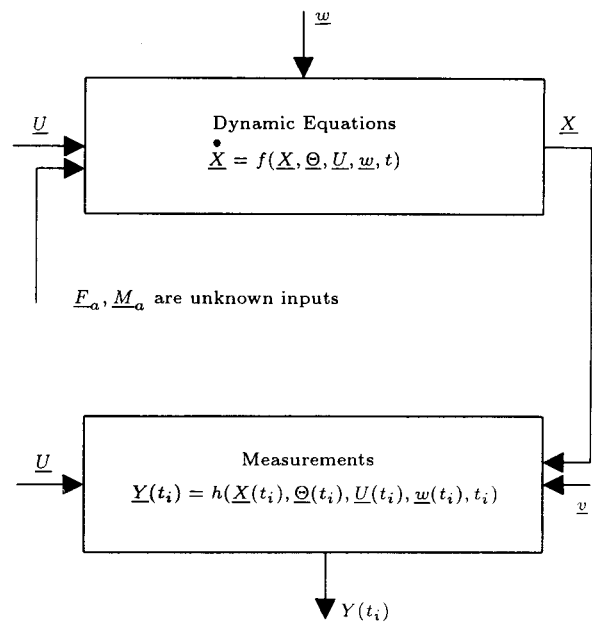 w
Dynamic Equations
U
X
Ẋ = f(X, Θ, U, w, t)
F_a, M_a are unknown inputs
Measurements
U
Y(t_i) = h(X(t_i), Θ(t_i), U(t_i), w(t_i), t_i)
v
Y(t_i)